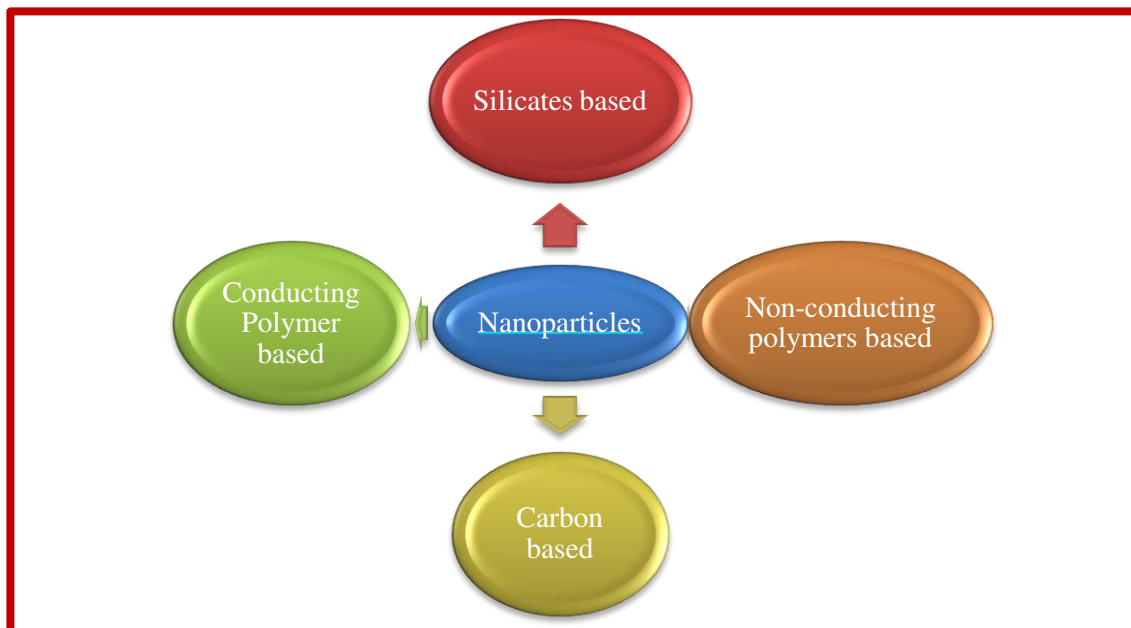 Silicates based
Conducting
Polymer
based
Nanoparticles
Non-conducting
polymers based
Carbon
based